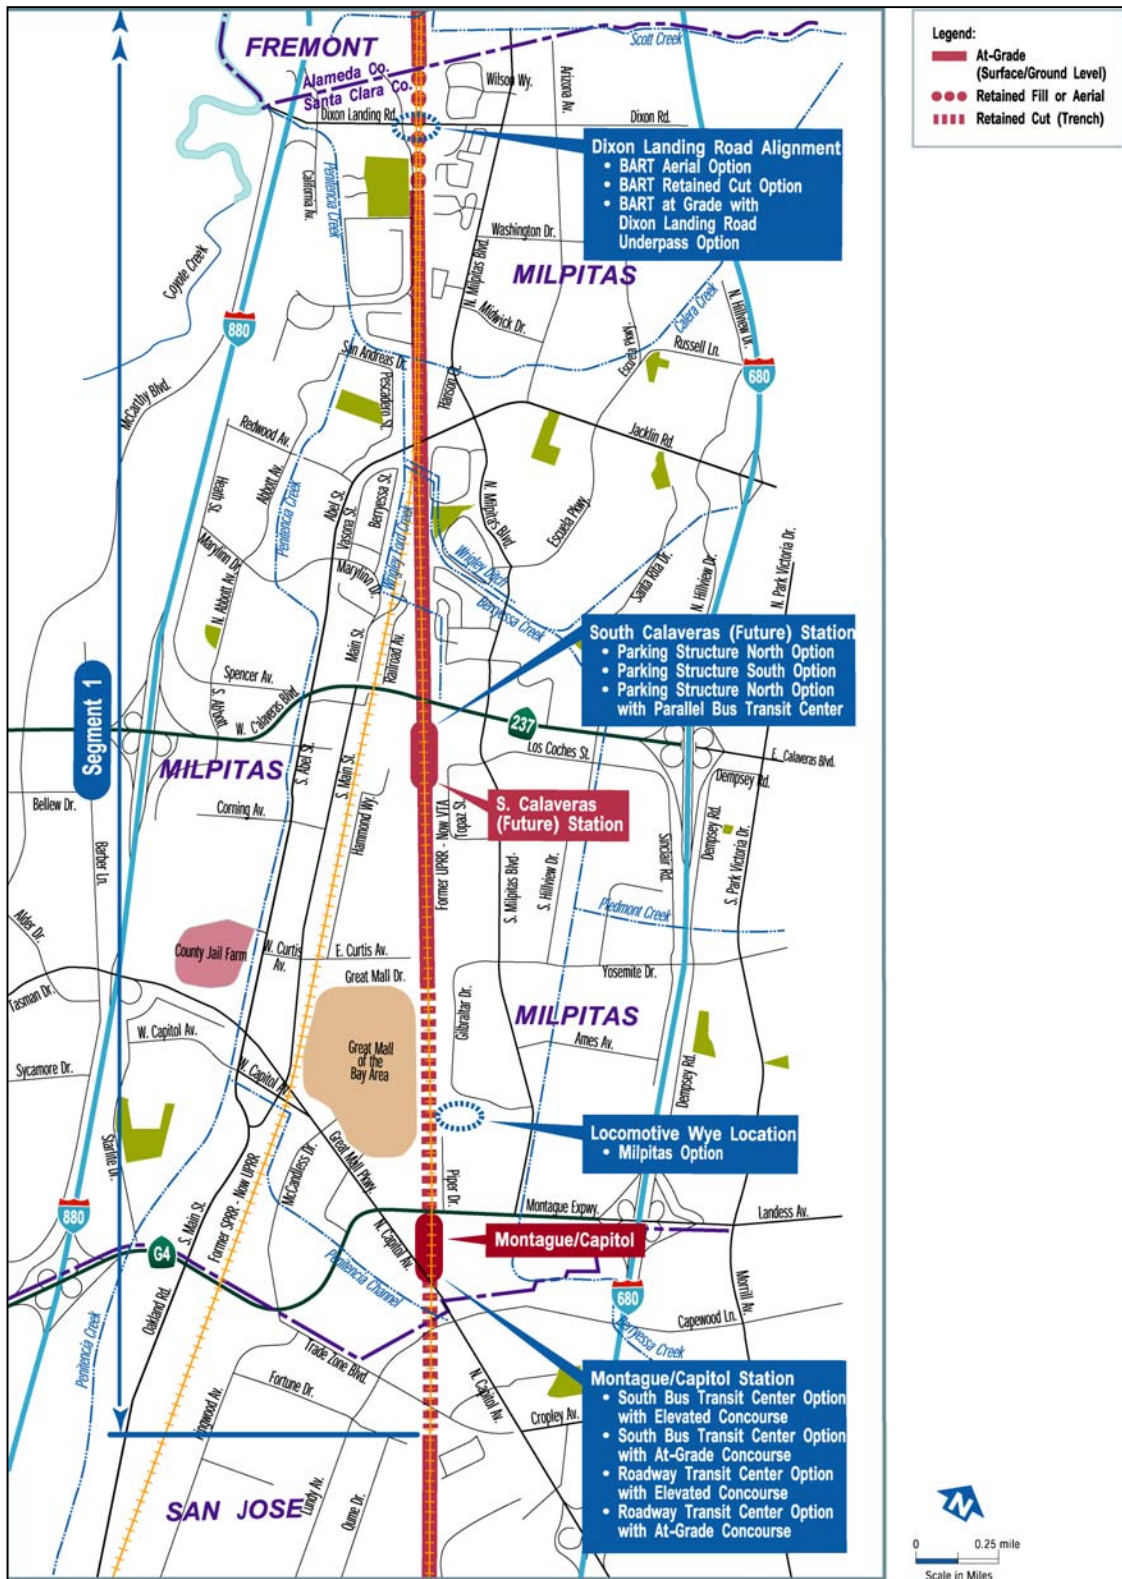 FREMONT
Scott Creek
Alameda Co.
Santa Clara Co.
Wilson Wy.
Arizona Av.
Dixon Landing Rd.
Dixon Rd.
Legend:
At-Grade
(Surface/Ground Level)
Retained Fill or Aerial
Retained Cut (Trench)
Dixon Landing Road Alignment
• BART Aerial Option
• BART Retained Cut Option
• BART at Grade with
Dixon Landing Road
Underpass Option
California Av.
Penitencia Creek
Washington Dr.
N. Milpitas Blvd.
MILPITAS
Coyote Creek
Midwick Dr.
Calera Creek
N. Hillview Dr.
880
Escuela Pkwy.
Russell Ln.
680
San Andreas Dr.
Pescadero St.
Hanson Ct.
McCarthy Blvd.
Redwood Av.
Jacklin Rd.
Heath St.
Abbott Av.
Penitencia Creek
Abel St.
Vasona St.
Berryessa St.
Wrigley Ford Creek
N. Milpitas Blvd.
Escuela Pkwy.
Marylinn Dr.
Marylinn Dr.
Wrigley Ditch
Berryessa Creek
Santa Rita Dr.
N. Hillview Dr.
N. Park Victoria Dr.
N. Abbott Av.
Main St.
Railroad Av.
Spencer Av.
S. Abbott
W. Calaveras Blvd.
South Calaveras (Future) Station
• Parking Structure North Option
• Parking Structure South Option
• Parking Structure North Option
with Parallel Bus Transit Center
237
Los Coches St.
E. Calaveras Blvd.
Segment 1
MILPITAS
S. Abel St.
S. Main St.
Dempsey Rd.
Bellew Dr.
Corning Av.
Hammond Wy.
Former UPRR - Now VTA
Topaz St.
S. Calaveras
(Future) Station
Barber Ln.
S. Milpitas Blvd.
S. Hillview Dr.
Sinclair Rd.
Dempsey Rd.
S. Park Victoria Dr.
Piedmont Creek
Alder Dr.
County Jail Farm
W. Curtis
Av.
E. Curtis Av.
Great Mall Dr.
Yosemite Dr.
Tasman Dr.
Gilbraltar Dr.
MILPITAS
W. Capitol Av.
Great Mall
of the
Bay Area
Ames Av.
Sycamore Dr.
W. Capitol Av.
Dempsey Rd.
Starlite Dr.
Locomotive Wye Location
• Milpitas Option
Great Mall Pkwy.
McCandless Dr.
Piper Dr.
Montague Expwy.
Landess Av.
880
S. Main St.
Former SPRR - Now UPRR
N. Capitol Av.
Montague/Capitol
G4
Penitencia Channel
680
Morrill Av.
Oakland Rd.
Capewood Ln.
Berryessa Creek
Penitencia Creek
Trade Zone Blvd.
Fortune Dr.
N. Capitol Av.
Cropley Av.
Montague/Capitol Station
• South Bus Transit Center Option
with Elevated Concourse
• South Bus Transit Center Option
with At-Grade Concourse
• Roadway Transit Center Option
with Elevated Concourse
• Roadway Transit Center Option
with At-Grade Concourse
Lundy Av.
Qume Dr.
SAN JOSE
N
0 0.25 mile
Scale in Miles